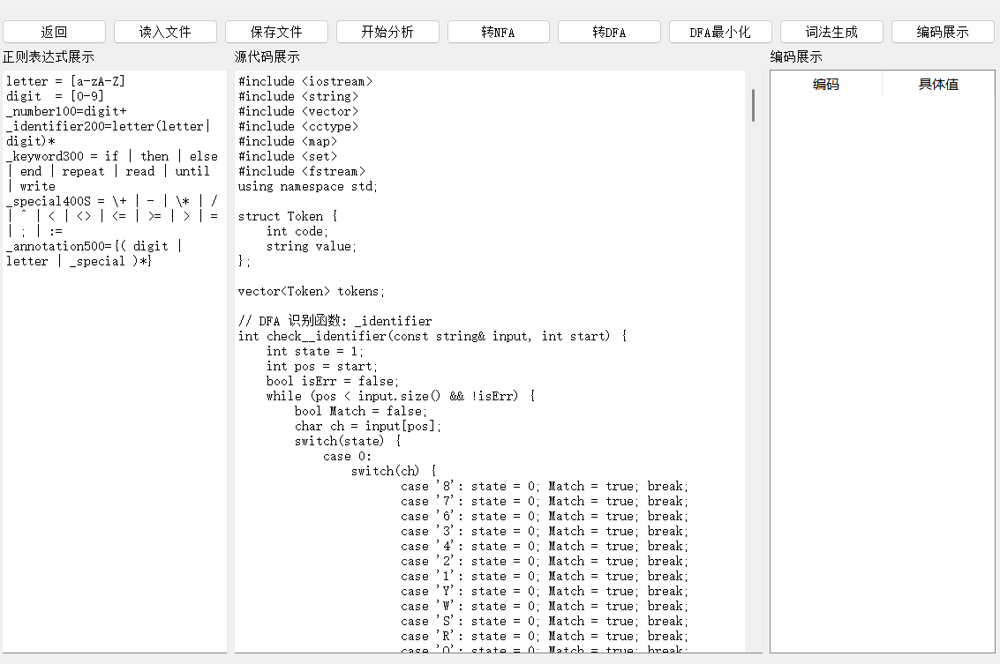 返回 读入文件 保存文件 开始分析 转NFA 转DFA DFA最小化 词法生成 编码展示
正则表达式展示
letter = [a-zA-Z]
digit  = [0-9]
_number100=digit+
_identifier200=letter(letter|
digit)*
_keyword300 = if | then | else
| end | repeat | read | until
| write
_special400S = \+ | - | \* | /
| ^ | < | <> | <= | >= | > | =
| ; | :=
_annotation500={( digit |
letter | _special )*}
源代码展示
#include <iostream>
#include <string>
#include <vector>
#include <cctype>
#include <map>
#include <set>
#include <fstream>
using namespace std;

struct Token {
    int code;
    string value;
};

vector<Token> tokens;

// DFA 识别函数: _identifier
int check__identifier(const string& input, int start) {
    int state = 1;
    int pos = start;
    bool isErr = false;
    while (pos < input.size() && !isErr) {
        bool Match = false;
        char ch = input[pos];
        switch(state) {
            case 0:
                switch(ch) {
                       case '8': state = 0; Match = true; break;
                       case '7': state = 0; Match = true; break;
                       case '6': state = 0; Match = true; break;
                       case '3': state = 0; Match = true; break;
                       case '4': state = 0; Match = true; break;
                       case '2': state = 0; Match = true; break;
                       case '1': state = 0; Match = true; break;
                       case 'Y': state = 0; Match = true; break;
                       case 'W': state = 0; Match = true; break;
                       case 'S': state = 0; Match = true; break;
                       case 'R': state = 0; Match = true; break;
                       case state = 0; Match = true; break;
编码展示
编码 具体值